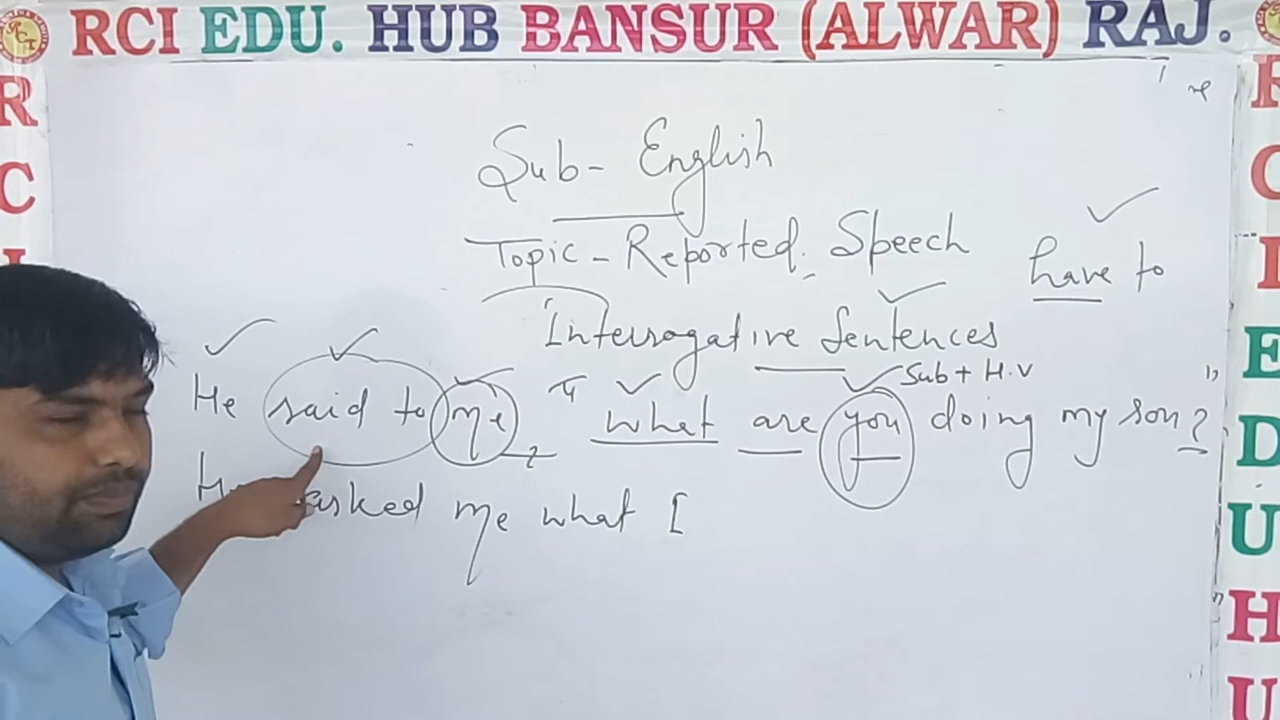 RCI EDU. HUB BANSUR (ALWAR) RAJ.
Sub- English
Topic - Reported Speech
have to
Interrogative Sentences
Sub + H.V
He said to me, " what are you doing my son? "
asked me what I
R
C
I
R
C
I
E
D
U
H
U